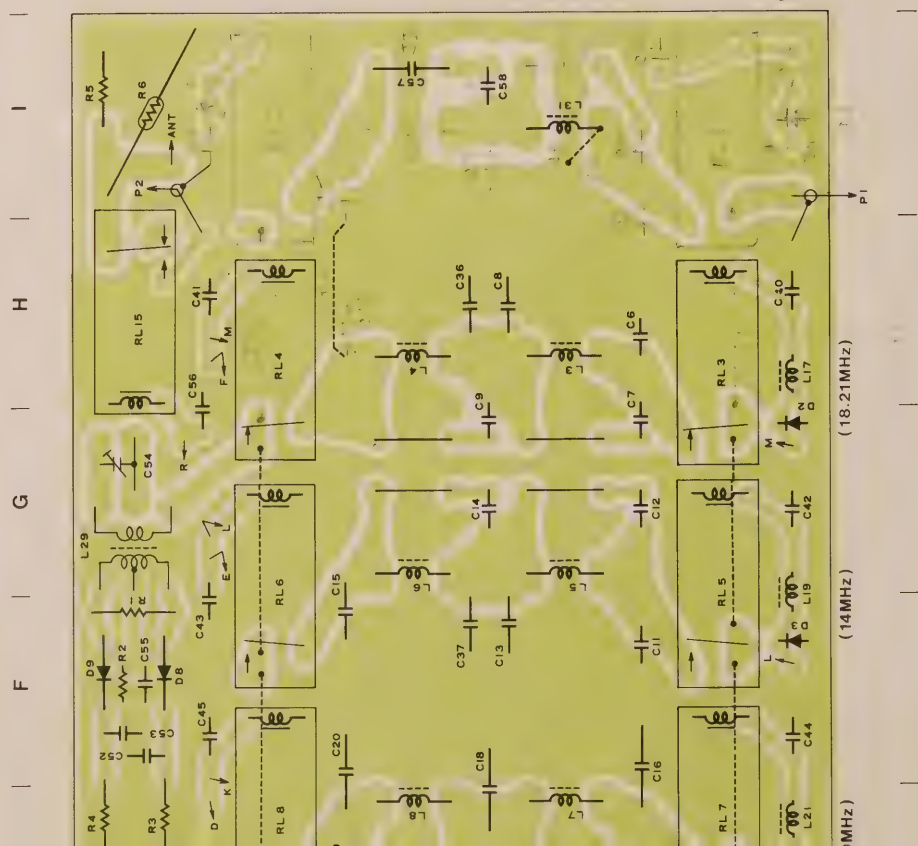 I
H
G
F
R5
R6
ANT
P2
C57
C58
L31
P1
RL15
C41
RL4
M
F
C56
C36
C8
L4
L3
C6
C9
C7
RL3
C40
L17
D2
M
(18.21MHz)
C54
R
L29
L
E
RL6
C14
C12
RL5
C42
L6
L5
L19
C15
C43
C37
C13
C11
D3
L
(14MHz)
D9
R2
C55
D8
C53
C52
C45
K
D
R4
R3
RL8
C20
C18
C16
L8
L7
RL7
C44
L21